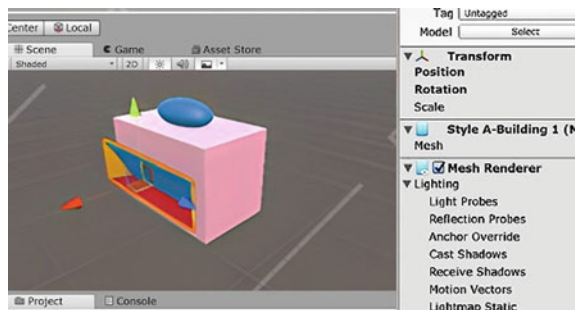 Center Local
Scene Game Asset Store
Shaded 2D
Project Console
Tag Untagged
Model Select
Transform
Position
Rotation
Scale
Style A-Building 1 (M
Mesh
Mesh Renderer
Lighting
Light Probes
Reflection Probes
Anchor Override
Cast Shadows
Receive Shadows
Motion Vectors
Lightmap Static